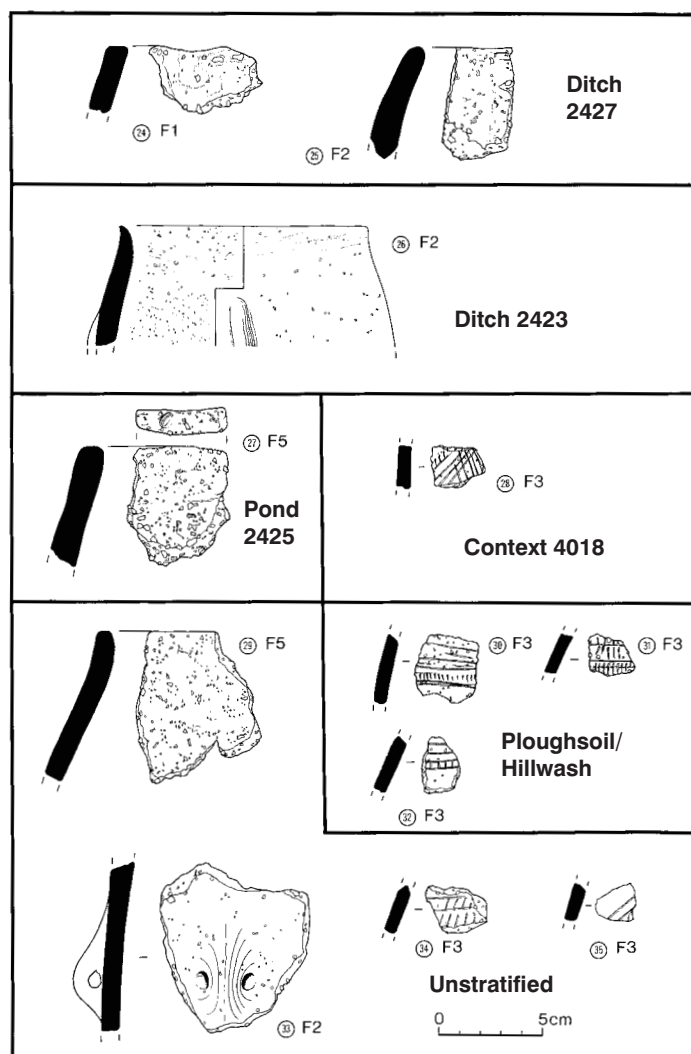 24 F1
25 F2
Ditch
2427
26 F2
Ditch 2423
27 F5
Pond
2425
28 F3
Context 4018
29 F5
30 F3
31 F3
Ploughsoil/
Hillwash
32 F3
33 F2
34 F3
35 F3
Unstratified
0 5cm